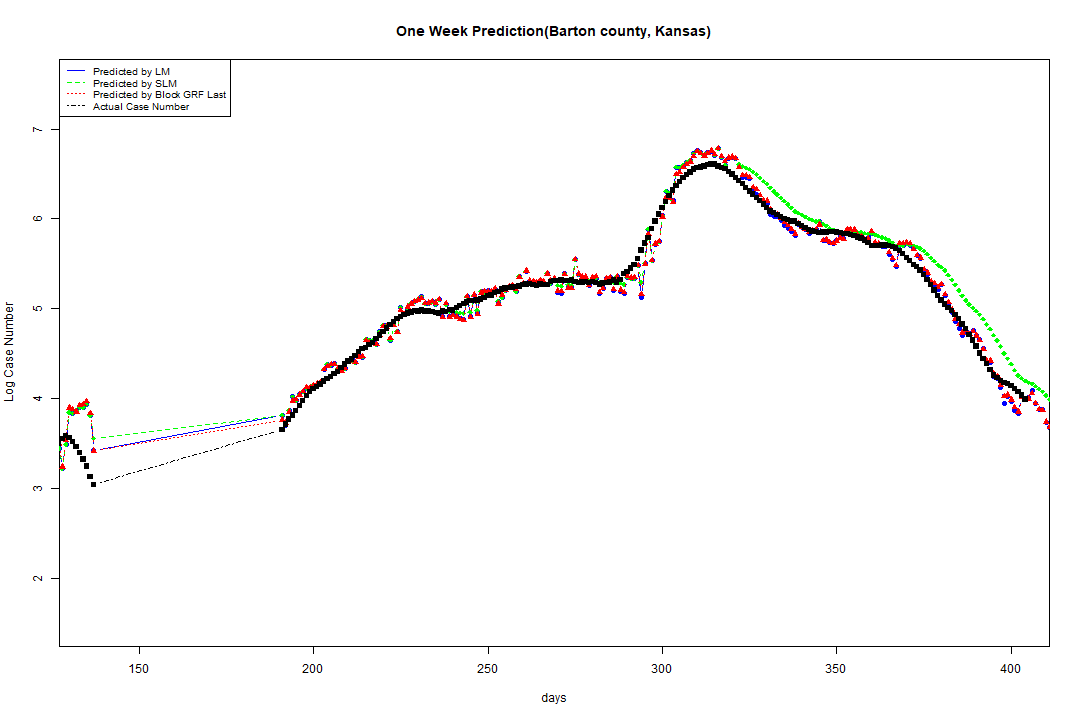 One Week Prediction(Barton county, Kansas)
Predicted by LM
Predicted by SLM
Predicted by Block GRF Last
Actual Case Number
7
6
5
4
3
2
Log Case Number
150 200 250 300 350 400
days